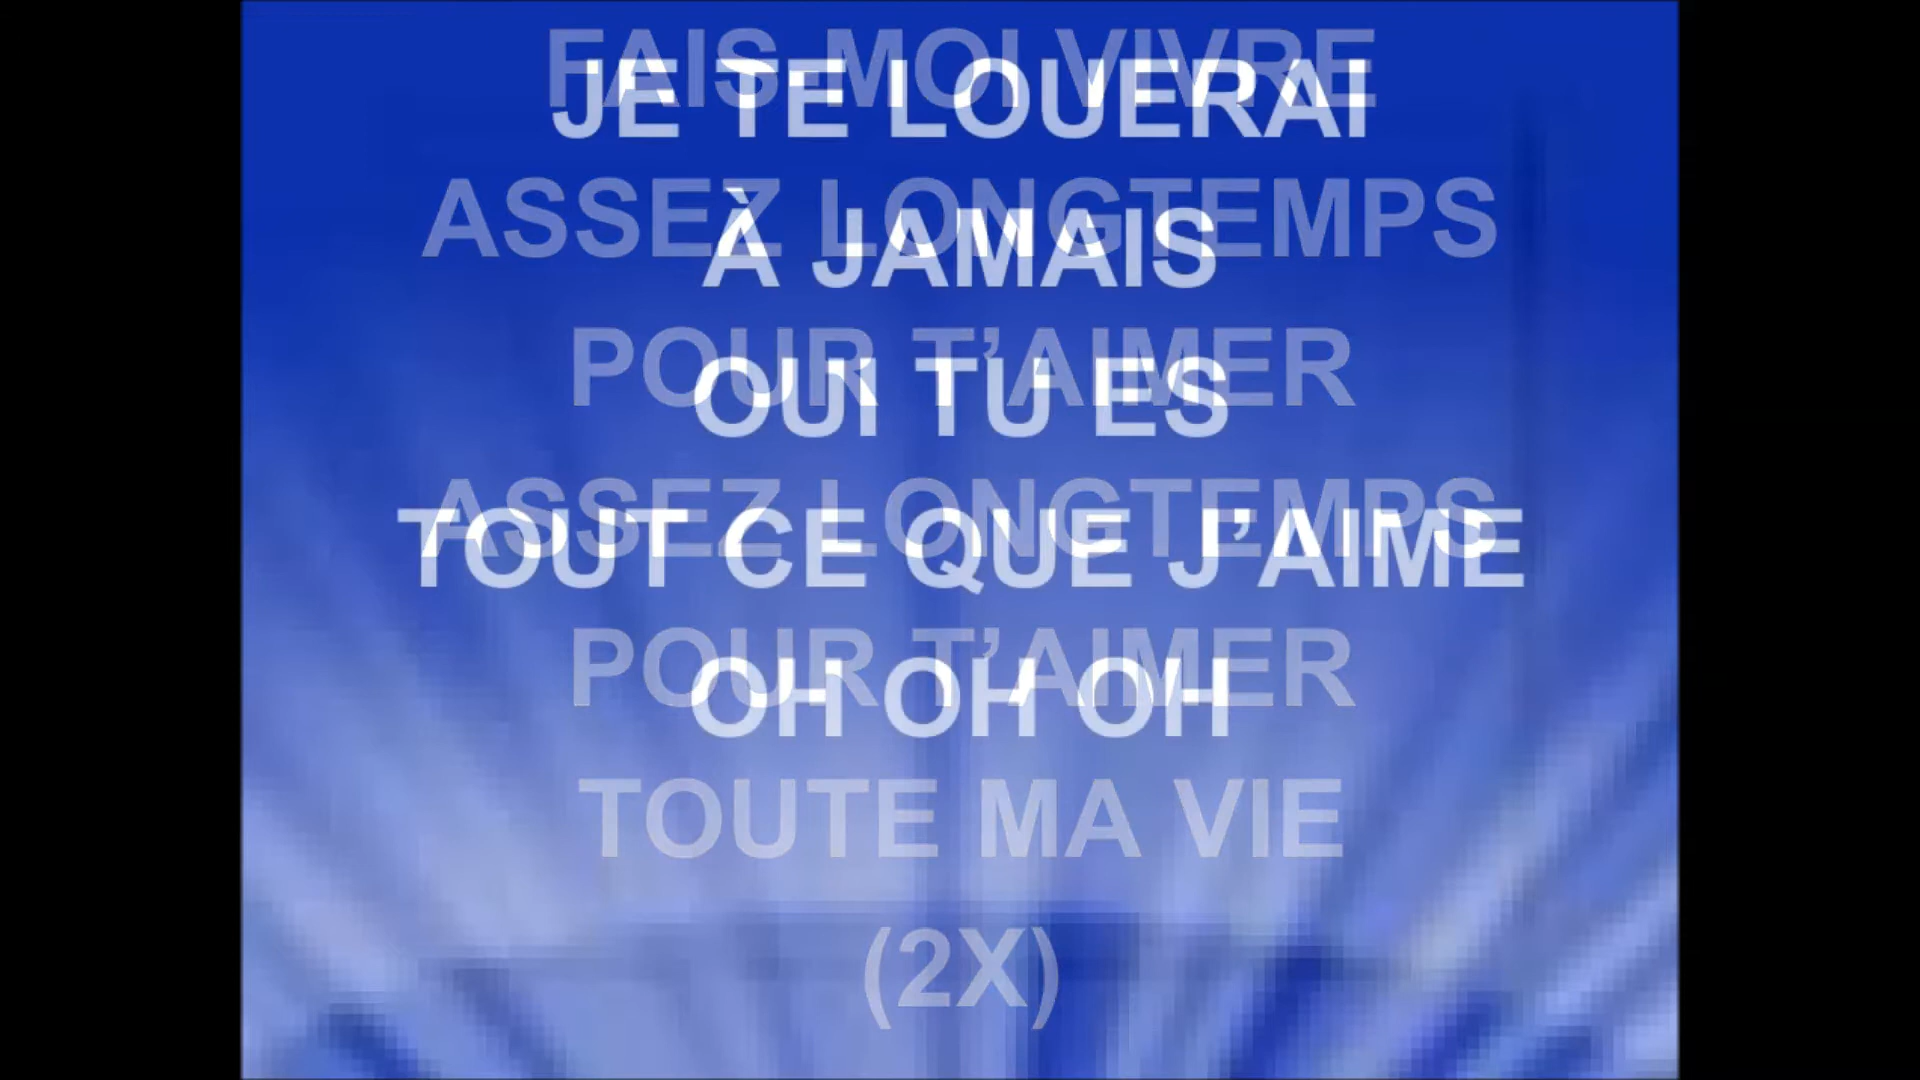 FAIS-MOI VIVRE
JE TE LOUERAI
ASSEZ LONGTEMPS
À JAMAIS
POUR T’AIMER
OUI TU ES
ASSEZ LONGTEMPS
TOUT CE QUE J’AIME
POUR T’AIMER
OH OH OH
TOUTE MA VIE
(2X)